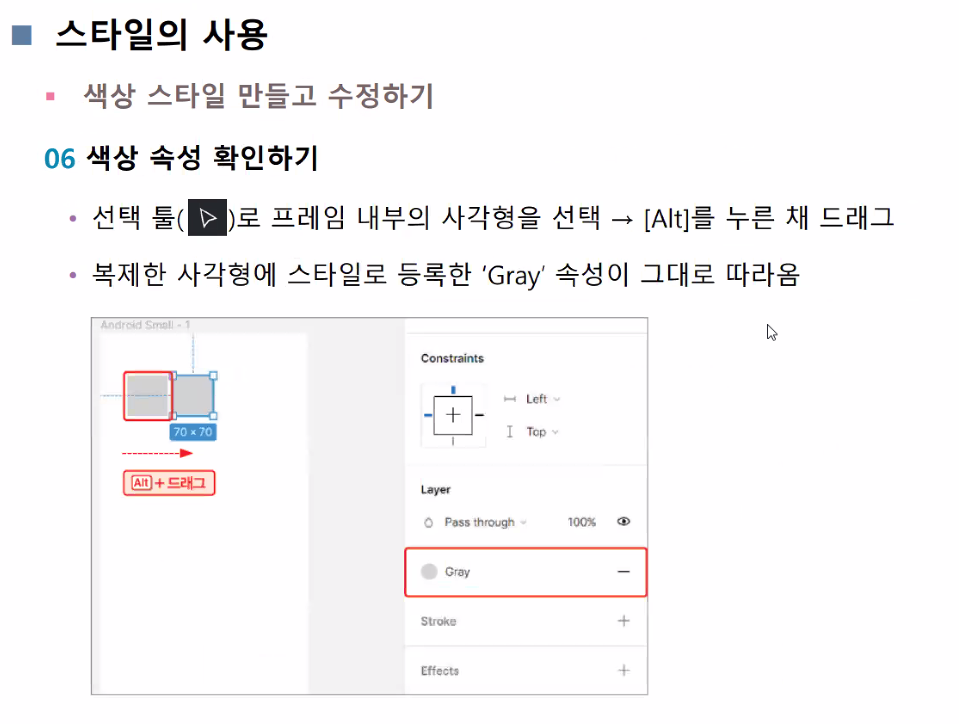 스타일의 사용
색상 스타일 만들고 수정하기
06 색상 속성 확인하기
선택 툴( )로 프레임 내부의 사각형을 선택 → [Alt]를 누른 채 드래그
복제한 사각형에 스타일로 등록한 ‘Gray’ 속성이 그대로 따라옴
Android Small - 1
70 × 70
Alt + 드래그
Constraints
Left
Top
Layer
Pass through 100%
Gray
Stroke
Effects